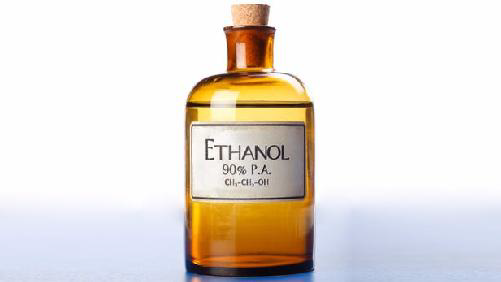 ETHANOL
90% P.A.
CH₃-CH₂-OH